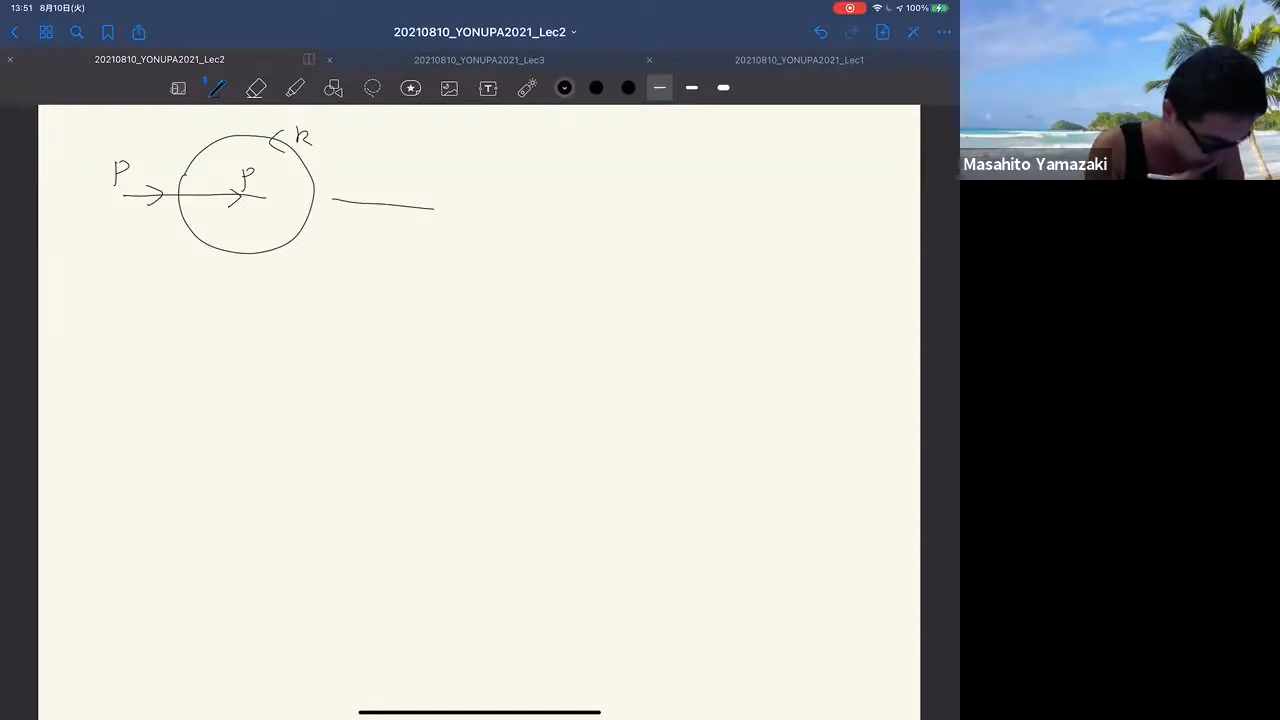 13:51 8月10日(火)
100%
20210810_YONUPA2021_Lec2
20210810_YONUPA2021_Lec2
20210810_YONUPA2021_Lec3
20210810_YONUPA2021_Lec1
Masahito Yamazaki
k
P
P